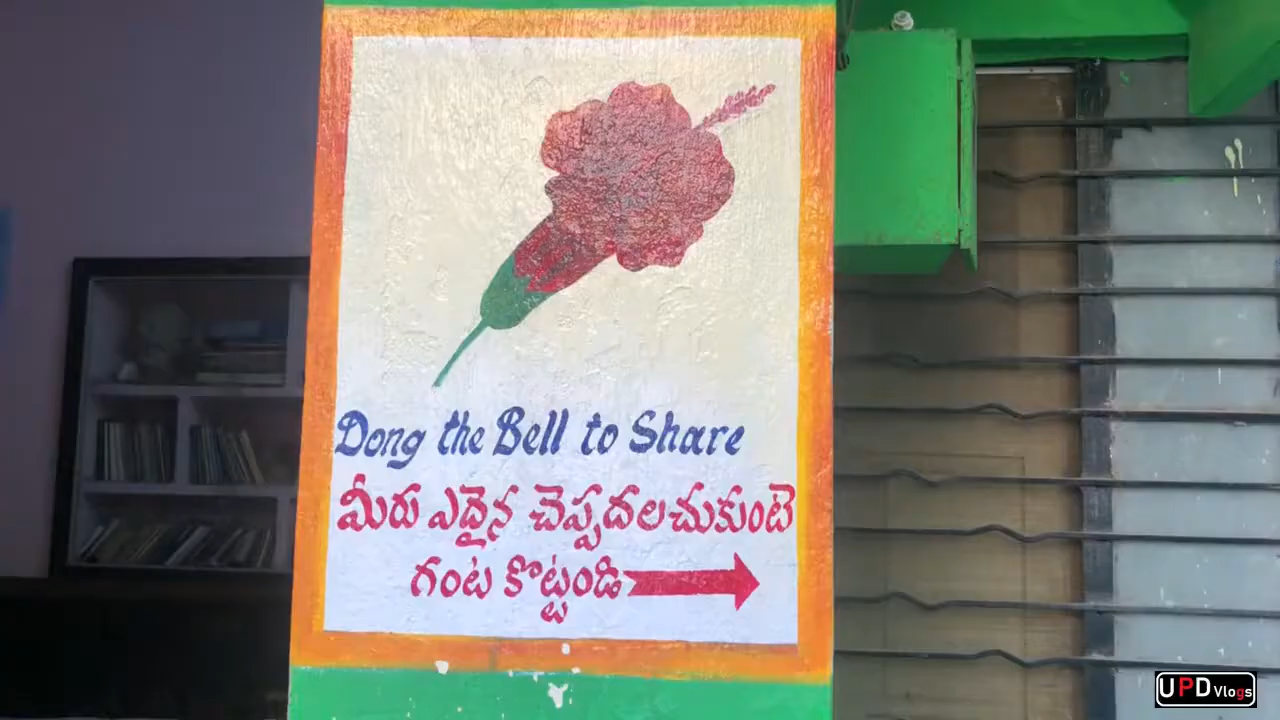 Dong the Bell to Share
మీరు ఎదైన చెప్పదలచుకుంటె
గంట కొట్టండి
UPD Vlogs